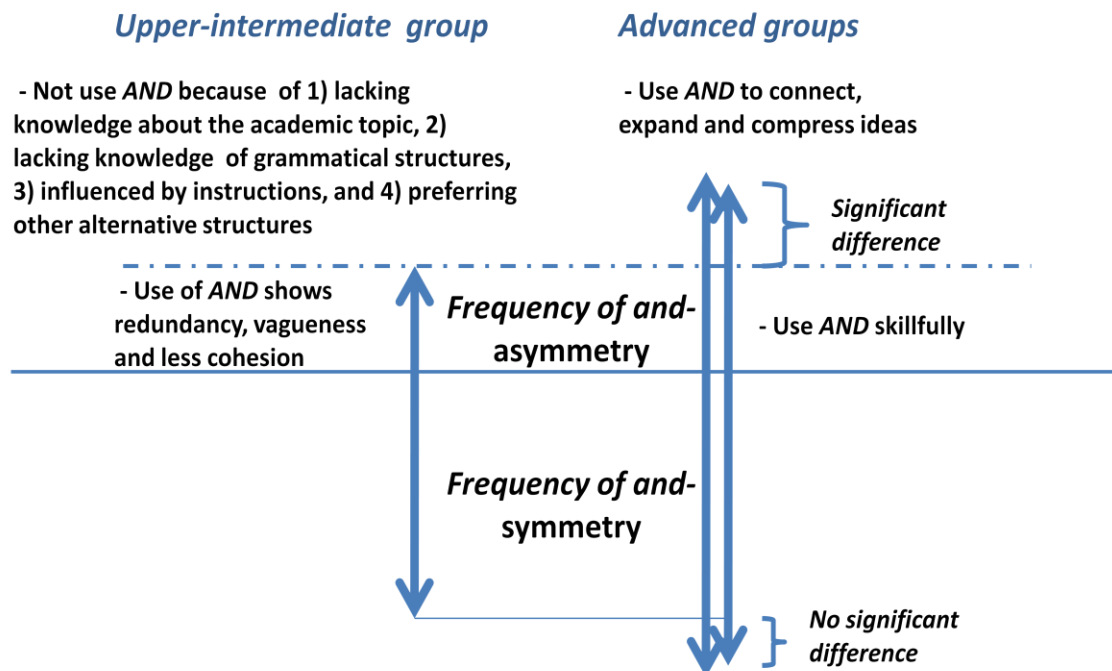 Upper-intermediate group
Advanced groups
- Not use AND because of 1) lacking
knowledge about the academic topic, 2)
lacking knowledge of grammatical structures,
3) influenced by instructions, and 4) preferring
other alternative structures
- Use AND to connect,
expand and compress ideas
Significant
difference
- Use of AND shows
redundancy, vagueness
and less cohesion
Frequency of and-
asymmetry
- Use AND skillfully
Frequency of and-
symmetry
No significant
difference